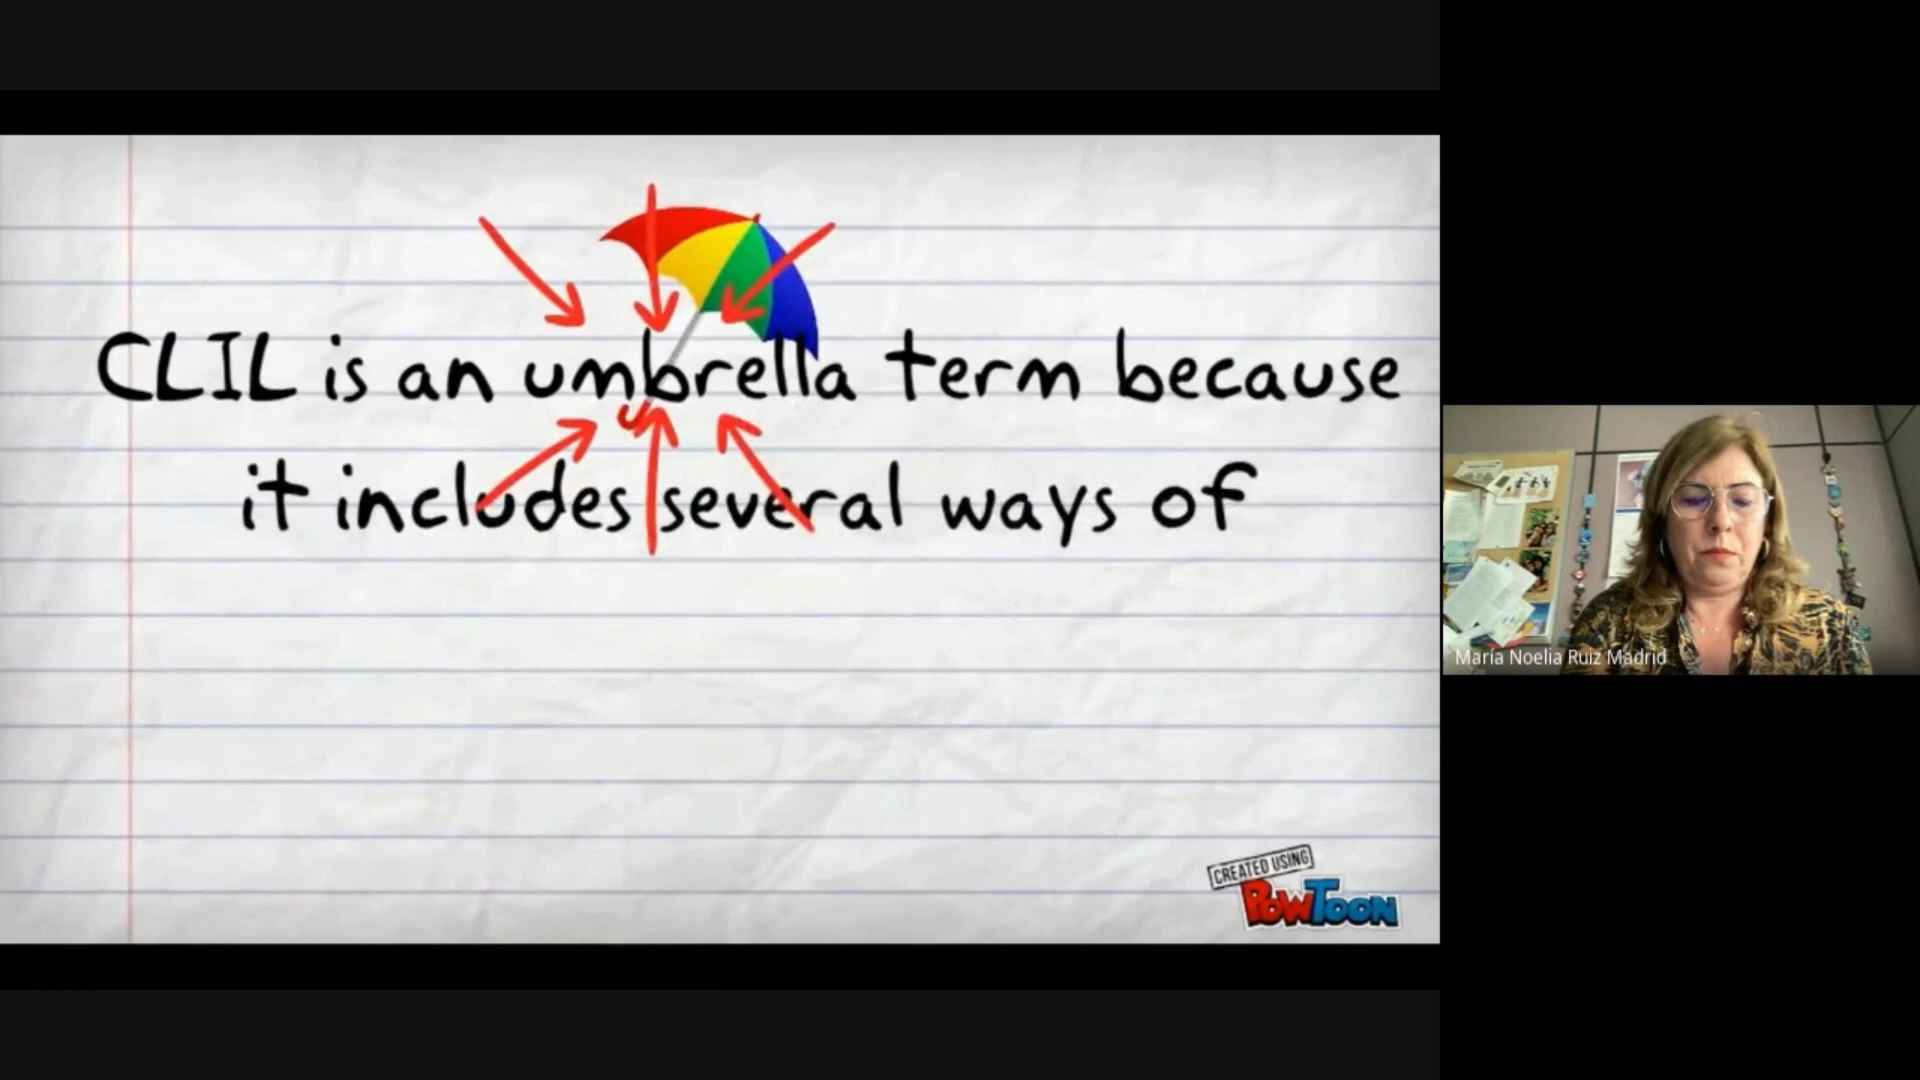 CLIL is an umbrella term because
it includes several ways of
CREATED USING
POWTOON
María Noelia Ruiz Madrid